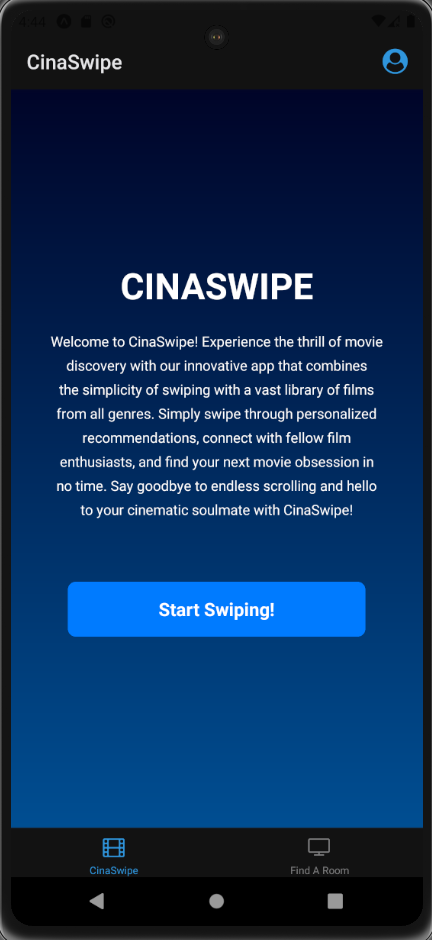 4:44
CinaSwipe
CINASWIPE
Welcome to CinaSwipe! Experience the thrill of movie
discovery with our innovative app that combines
the simplicity of swiping with a vast library of films
from all genres. Simply swipe through personalized
recommendations, connect with fellow film
enthusiasts, and find your next movie obsession in
no time. Say goodbye to endless scrolling and hello
to your cinematic soulmate with CinaSwipe!
Start Swiping!
CinaSwipe
Find A Room